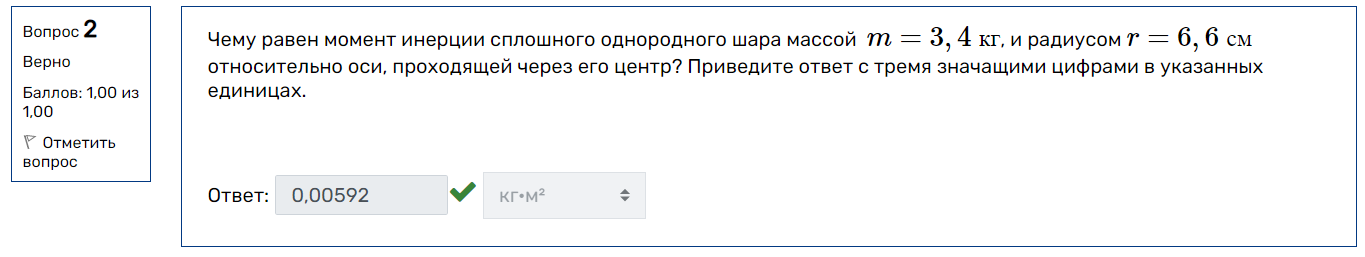 Вопрос 2
Верно
Баллов: 1,00 из
1,00
Отметить
вопрос
Чему равен момент инерции сплошного однородного шара массой m = 3, 4 кг, и радиусом r = 6, 6 см
относительно оси, проходящей через его центр? Приведите ответ с тремя значащими цифрами в указанных
единицах.
Ответ: 0,00592 кг•м²